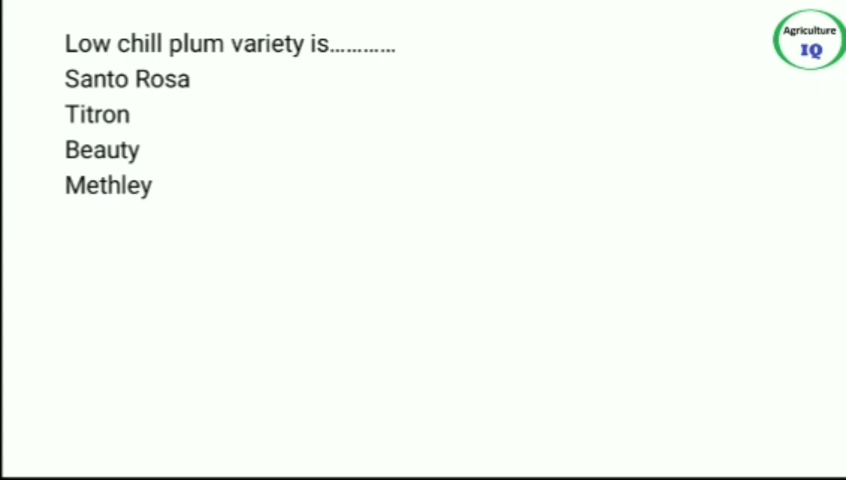 Low chill plum variety is............
Santo Rosa
Titron
Beauty
Methley
Agriculture
IQ